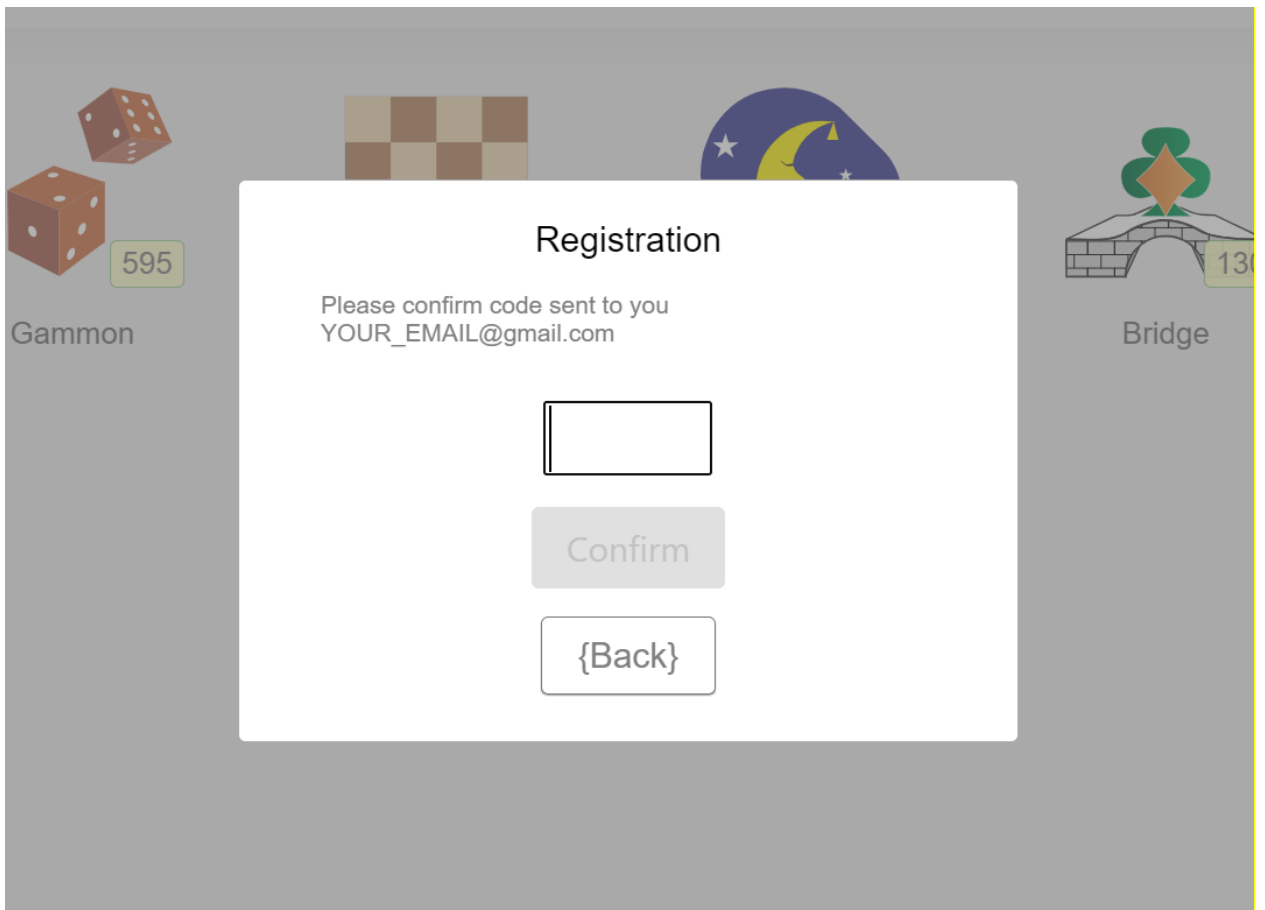 Registration
Please confirm code sent to you
YOUR_EMAIL@gmail.com
595
Gammon
Bridge
Confirm
{Back}